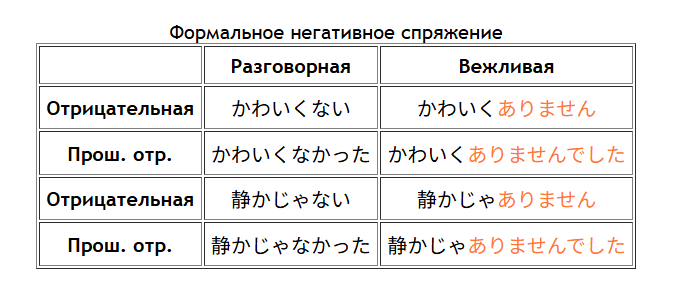 Формальное негативное спряжение
Разговорная Вежливая
Отрицательная かわいくない かわいくありません
Прош. отр. かわいくなかった かわいくありませんでした
Отрицательная 静かじゃない 静かじゃありません
Прош. отр. 静かじゃなかった 静かじゃありませんでした